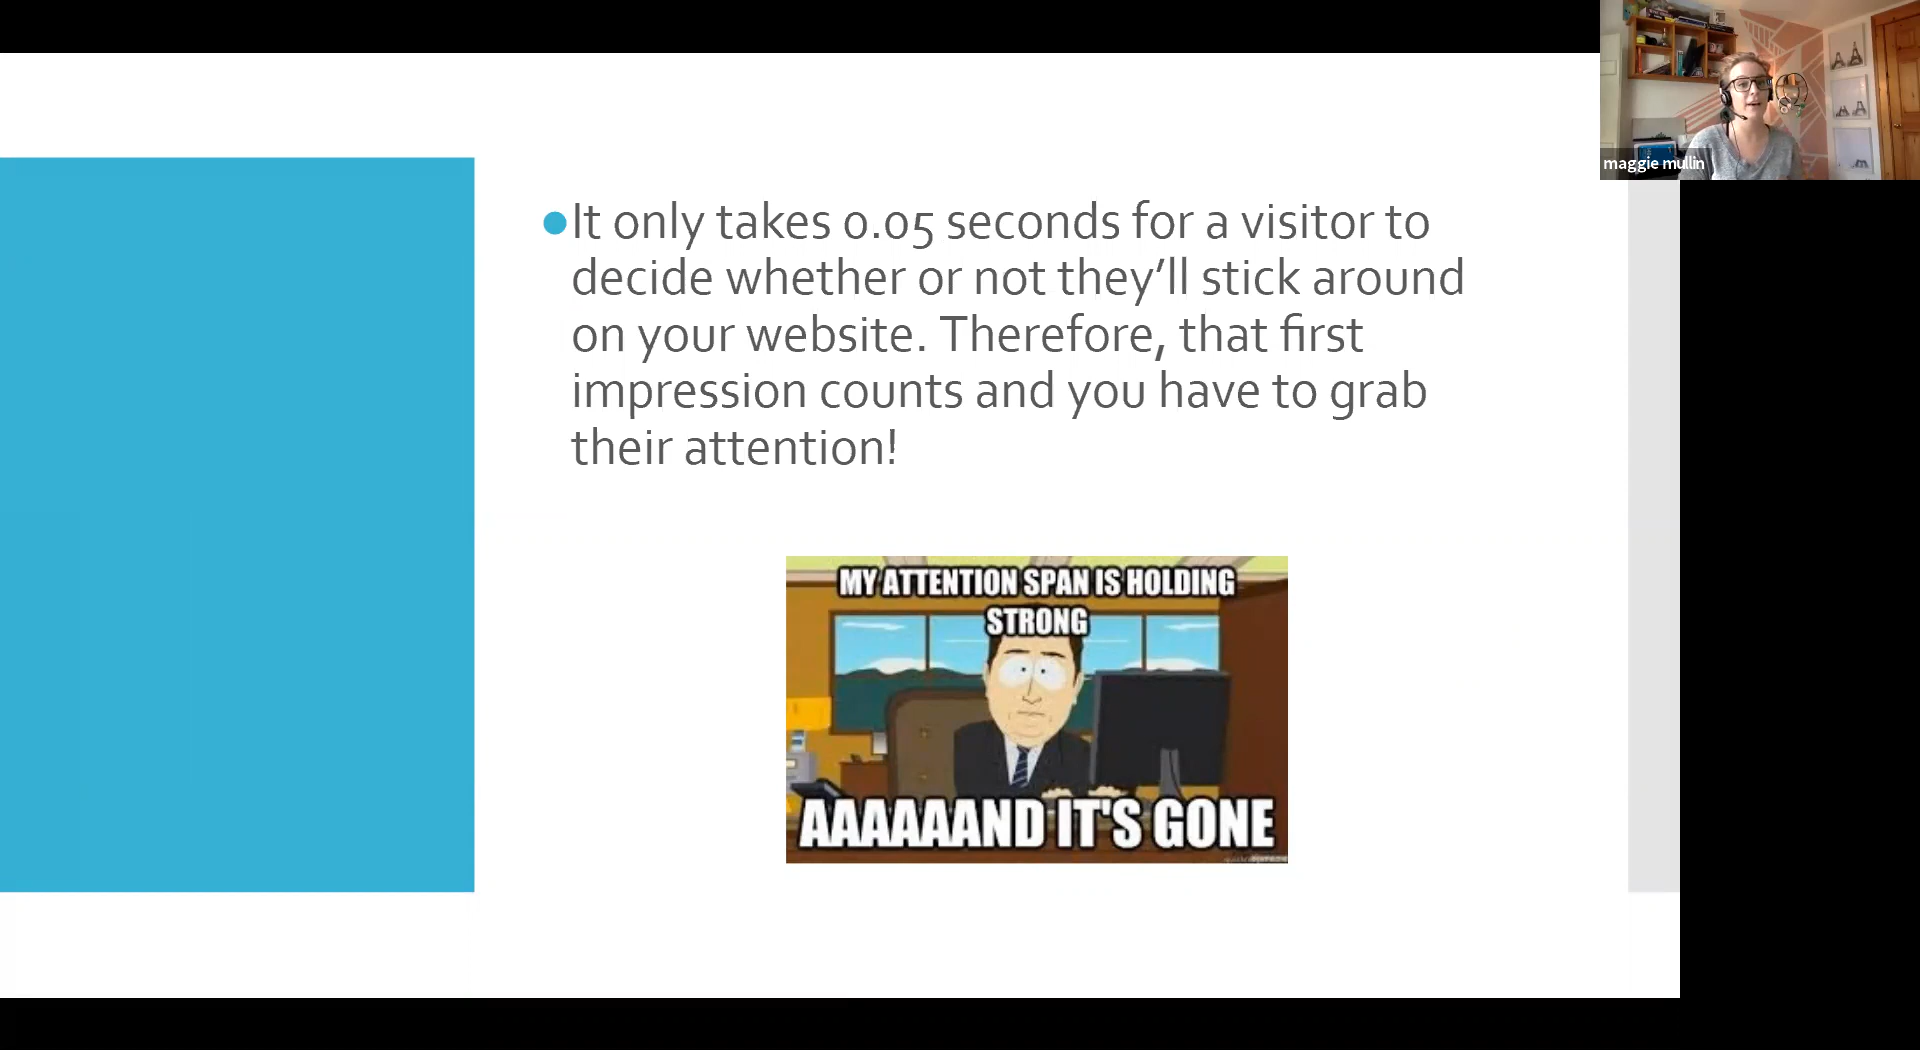 maggie mullin
It only takes 0.05 seconds for a visitor to
decide whether or not they’ll stick around
on your website. Therefore, that first
impression counts and you have to grab
their attention!
MY ATTENTION SPAN IS HOLDING
STRONG
AAAAAAND IT'S GONE